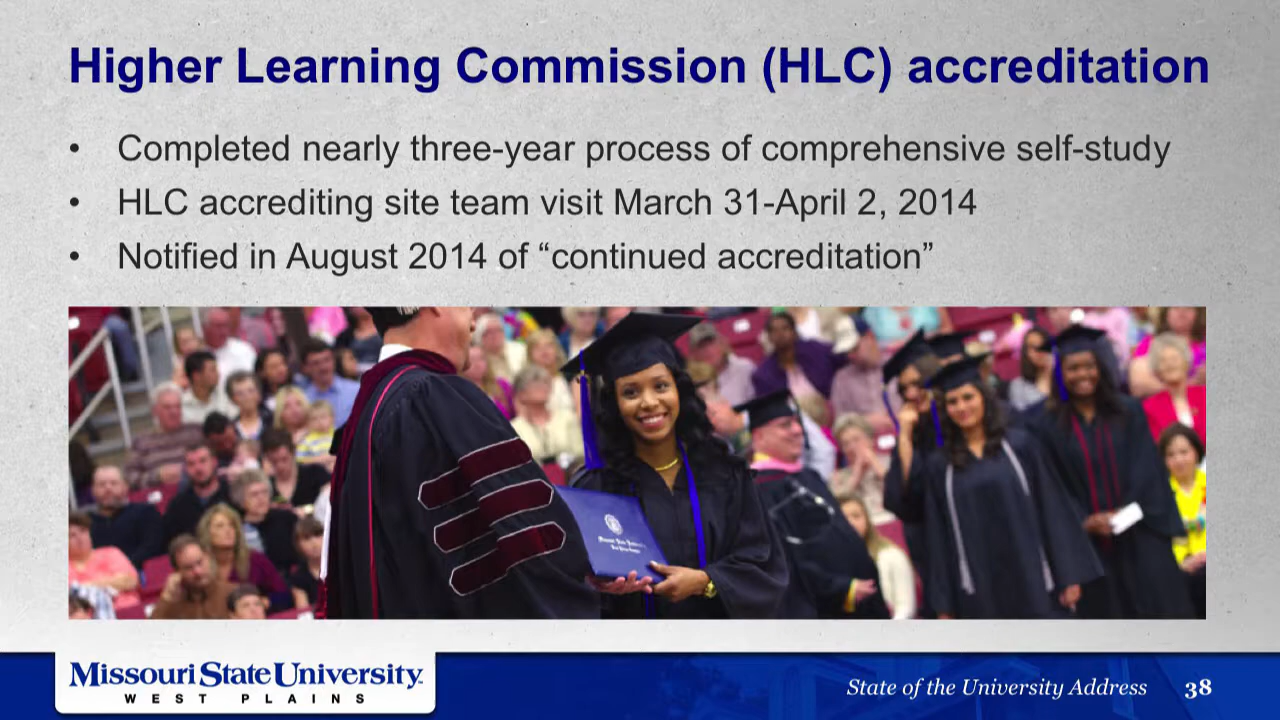 Higher Learning Commission (HLC) accreditation
• Completed nearly three-year process of comprehensive self-study
• HLC accrediting site team visit March 31-April 2, 2014
• Notified in August 2014 of “continued accreditation”
Missouri State University
WEST PLAINS
State of the University Address 38